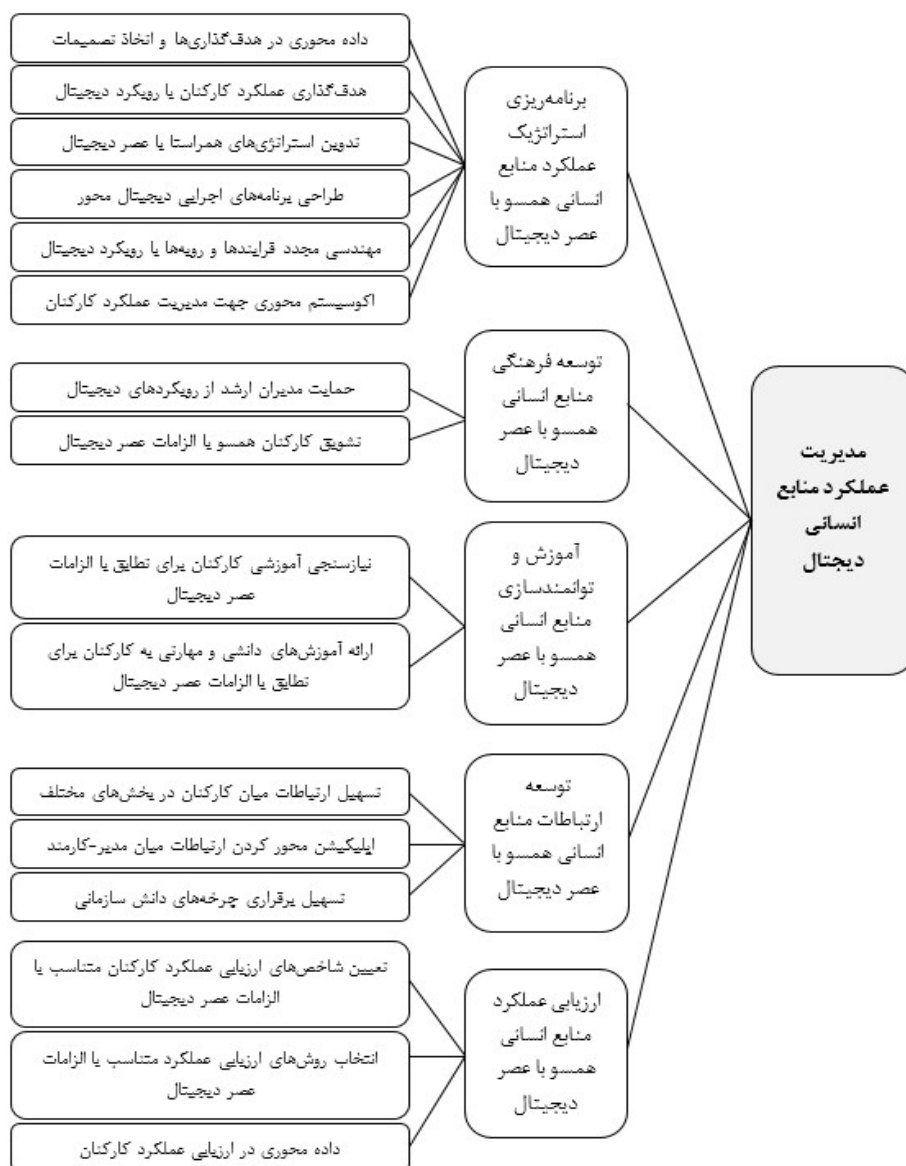 مدیریت
عملکرد منابع
انسانی
دیجتال
برنامه‌ریزی
استراتژیک
عملکرد منابع
انسانی همسو با
عصر دیجیتال
داده محوری در هدف‌گذاری‌ها و اتخاذ تصمیمات
هدف‌گذاری عملکرد کارکنان با رویکرد دیجیتال
تدوین استراتژی‌های همراستا با عصر دیجیتال
طراحی برنامه‌های اجرایی دیجیتال محور
مهندسی مجدد فرایندها و رویه‌ها با رویکرد دیجیتال
اکوسیستم محوری جهت مدیریت عملکرد کارکنان
توسعه فرهنگی
منابع انسانی
همسو با عصر
دیجیتال
حمایت مدیران ارشد از رویکردهای دیجیتال
تشویق کارکنان همسو با الزامات عصر دیجیتال
آموزش و
توانمندسازی
منابع انسانی
همسو با عصر
دیجیتال
نیازسنجی آموزشی کارکنان برای تطابق با الزامات
عصر دیجیتال
ارائه آموزش‌های دانشی و مهارتی به کارکنان برای
تطابق با الزامات عصر دیجیتال
توسعه
ارتباطات منابع
انسانی همسو با
عصر دیجیتال
تسهیل ارتباطات میان کارکنان در بخش‌های مختلف
اپلیکیشن محور کردن ارتباطات میان مدیر-کارمند
تسهیل برقراری چرخه‌های دانش سازمانی
ارزیابی عملکرد
منابع انسانی
همسو با عصر
دیجیتال
تعیین شاخص‌های ارزیابی عملکرد کارکنان متناسب با
الزامات عصر دیجیتال
انتخاب روش‌های ارزیابی عملکرد متناسب با الزامات
عصر دیجیتال
داده محوری در ارزیابی عملکرد کارکنان